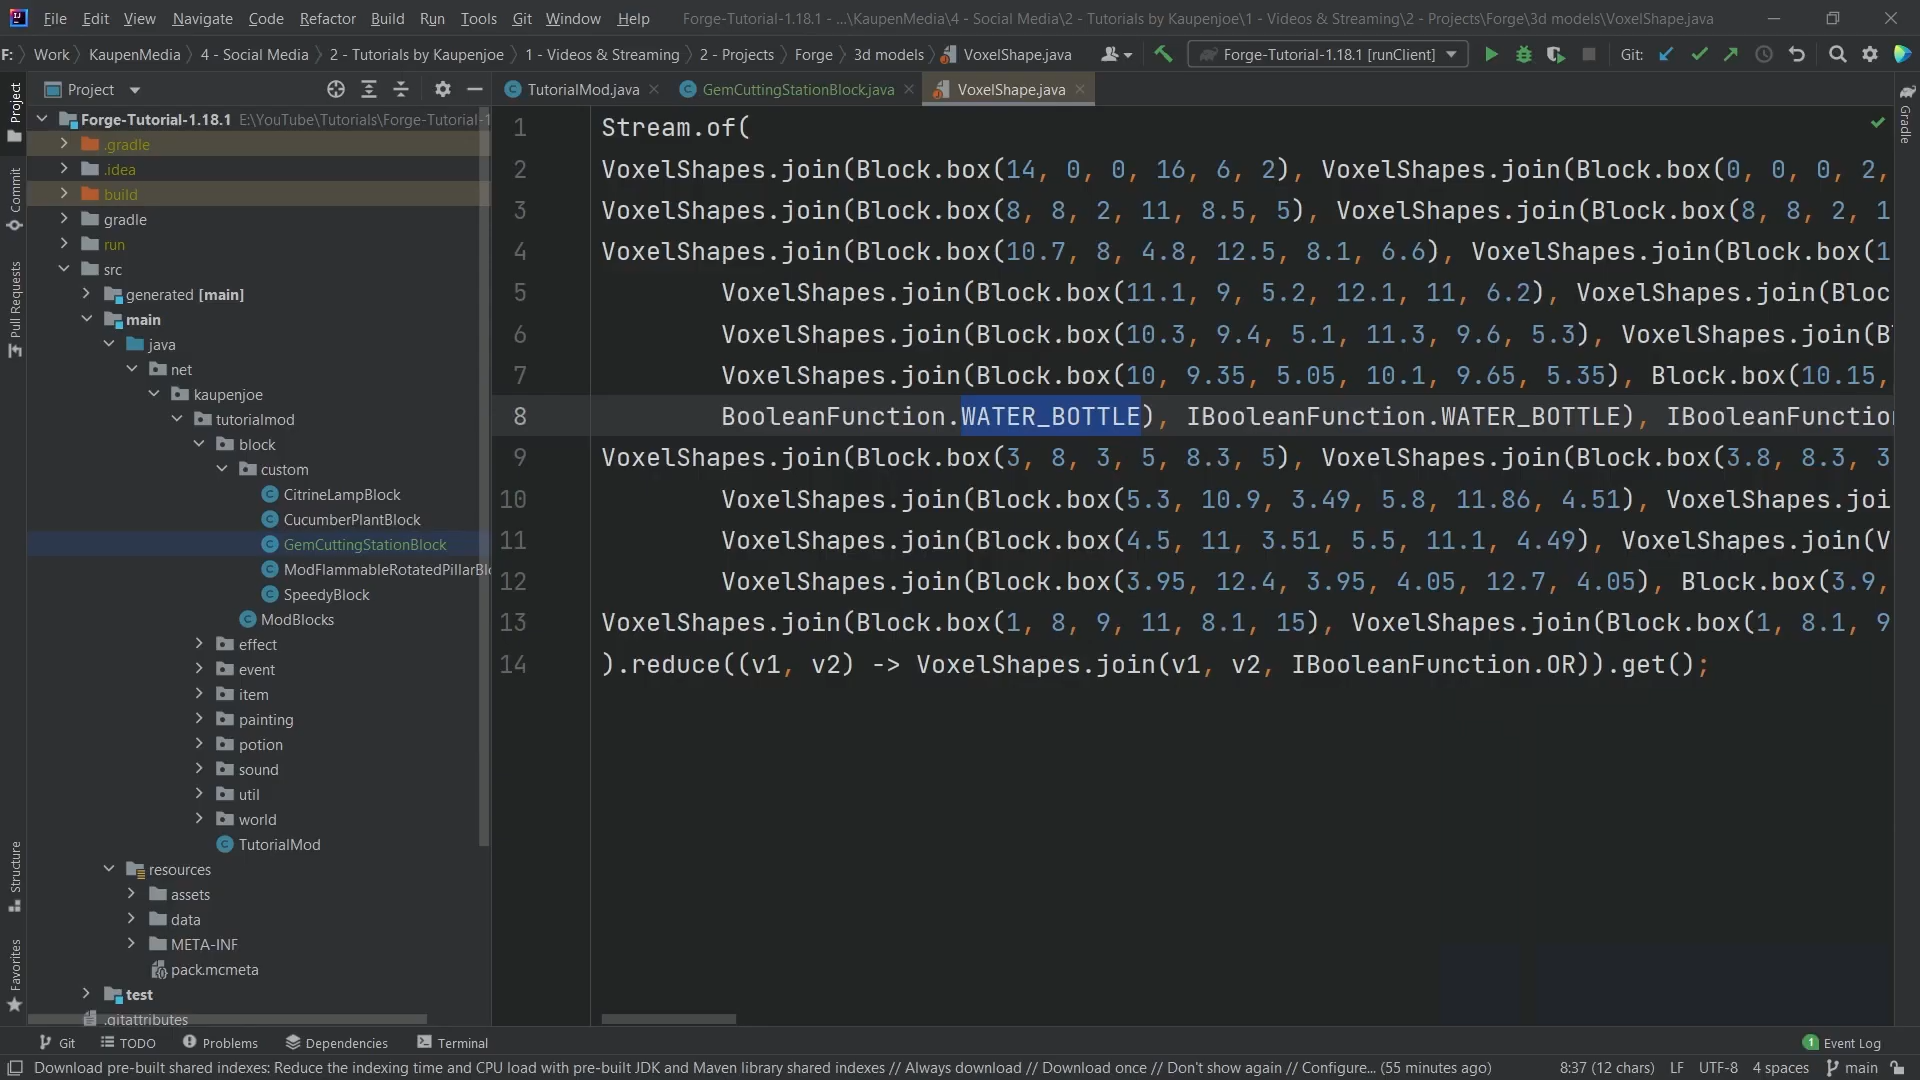 File Edit View Navigate Code Refactor Build Run Tools Git Window Help Forge-Tutorial-1.18.1 - ...\KaupenMedia\4 - Social Media\2 - Tutorials by Kaupenjoe\1 - Videos & Streaming\2 - Projects\Forge\3d models\VoxelShape.java
F: Work KaupenMedia 4 - Social Media 2 - Tutorials by Kaupenjoe 1 - Videos & Streaming 2 - Projects Forge 3d models VoxelShape.java Forge-Tutorial-1.18.1 [runClient] Git:
Project TutorialMod.java GemCuttingStationBlock.java VoxelShape.java
Project
Commit
Pull Requests
Structure
Favorites
Forge-Tutorial-1.18.1 E:\YouTube\Tutorials\Forge-Tutorial-1
.gradle
.idea
build
gradle
run
src
generated [main]
main
java
net
kaupenjoe
tutorialmod
block
custom
CitrineLampBlock
CucumberPlantBlock
GemCuttingStationBlock
ModFlammableRotatedPillarBl
SpeedyBlock
ModBlocks
effect
event
item
painting
potion
sound
util
world
TutorialMod
resources
assets
data
META-INF
pack.mcmeta
test
.gitattributes
1 Stream.of(
2 VoxelShapes.join(Block.box(14, 0, 0, 16, 6, 2), VoxelShapes.join(Block.box(0, 0, 0, 2,
3 VoxelShapes.join(Block.box(8, 8, 2, 11, 8.5, 5), VoxelShapes.join(Block.box(8, 8, 2, 1
4 VoxelShapes.join(Block.box(10.7, 8, 4.8, 12.5, 8.1, 6.6), VoxelShapes.join(Block.box(1
5 VoxelShapes.join(Block.box(11.1, 9, 5.2, 12.1, 11, 6.2), VoxelShapes.join(Bloc
6 VoxelShapes.join(Block.box(10.3, 9.4, 5.1, 11.3, 9.6, 5.3), VoxelShapes.join(B
7 VoxelShapes.join(Block.box(10, 9.35, 5.05, 10.1, 9.65, 5.35), Block.box(10.15,
8 BooleanFunction.WATER_BOTTLE), IBooleanFunction.WATER_BOTTLE), IBooleanFunctio
9 VoxelShapes.join(Block.box(3, 8, 3, 5, 8.3, 5), VoxelShapes.join(Block.box(3.8, 8.3, 3
10 VoxelShapes.join(Block.box(5.3, 10.9, 3.49, 5.8, 11.86, 4.51), VoxelShapes.joi
11 VoxelShapes.join(Block.box(4.5, 11, 3.51, 5.5, 11.1, 4.49), VoxelShapes.join(V
12 VoxelShapes.join(Block.box(3.95, 12.4, 3.95, 4.05, 12.7, 4.05), Block.box(3.9,
13 VoxelShapes.join(Block.box(1, 8, 9, 11, 8.1, 15), VoxelShapes.join(Block.box(1, 8.1, 9
14 ).reduce((v1, v2) -> VoxelShapes.join(v1, v2, IBooleanFunction.OR)).get();
Gradle
Git TODO Problems Dependencies Terminal 1 Event Log
Download pre-built shared indexes: Reduce the indexing time and CPU load with pre-built JDK and Maven library shared indexes // Always download // Download once // Don't show again // Configure... (55 minutes ago) 8:37 (12 chars) LF UTF-8 4 spaces main